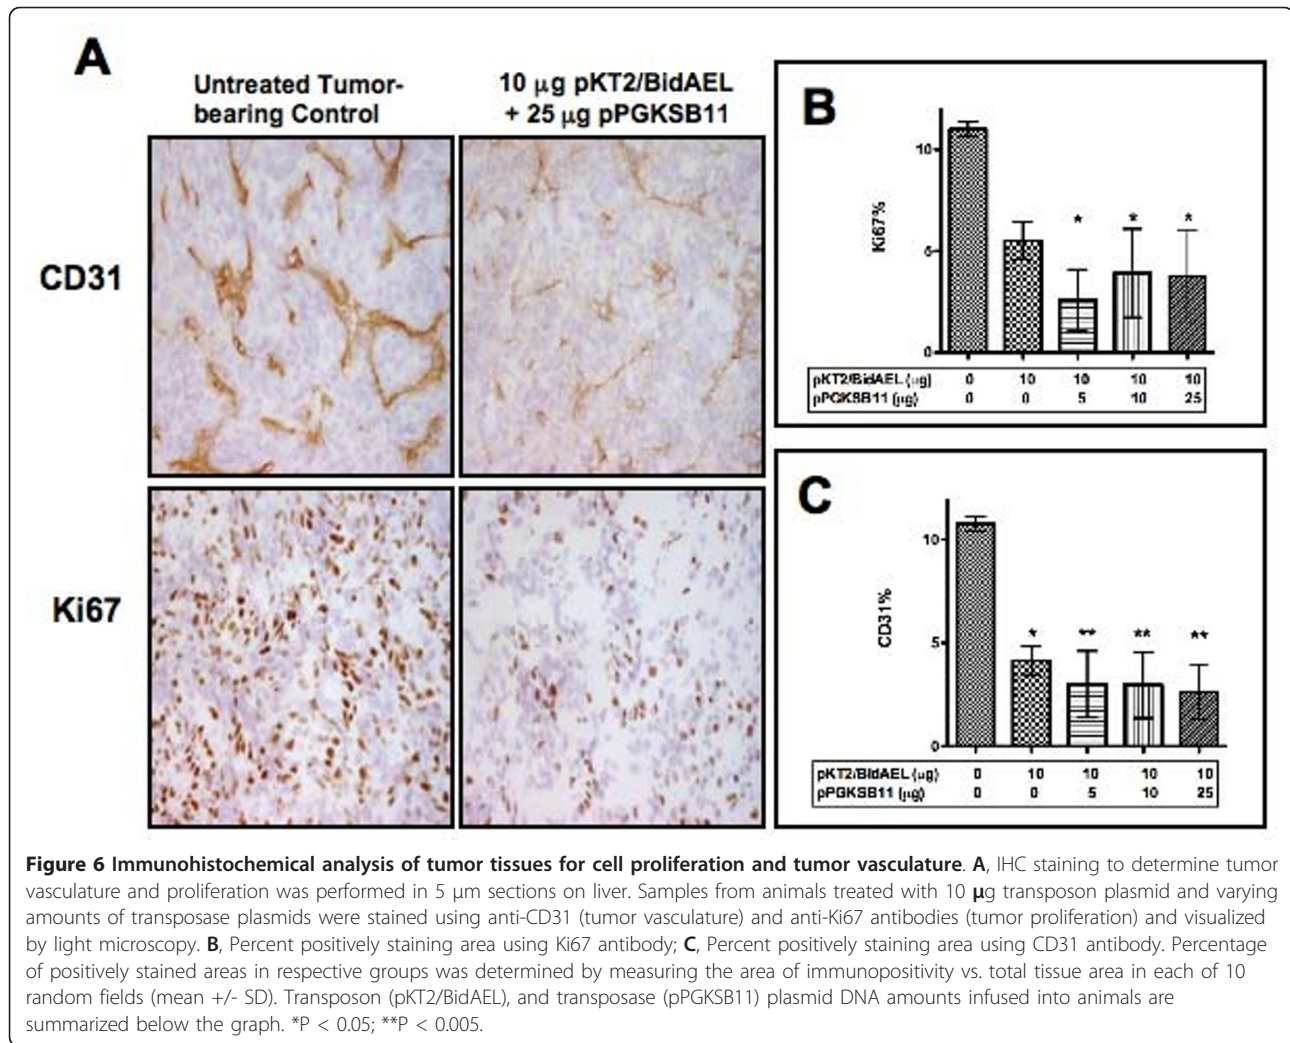 A
Untreated Tumor-
bearing Control
10 µg pKT2/BidAEL
+ 25 µg pPGKSB11
CD31
Ki67
B
Ki67%
10
5
0
pKT2/BidAEL (µg) 0 10 10 10 10
pPGKSB11 (µg) 0 0 5 10 25
* * *
C
CD31%
10
5
0
* ** ** **
pKT2/BidAEL (µg) 0 10 10 10 10
pPGKSB11 (µg) 0 0 5 10 25
Figure 6 Immunohistochemical analysis of tumor tissues for cell proliferation and tumor vasculature. A, IHC staining to determine tumor
vasculature and proliferation was performed in 5 µm sections on liver. Samples from animals treated with 10 µg transposon plasmid and varying
amounts of transposase plasmids were stained using anti-CD31 (tumor vasculature) and anti-Ki67 antibodies (tumor proliferation) and visualized
by light microscopy. B, Percent positively staining area using Ki67 antibody; C, Percent positively staining area using CD31 antibody. Percentage
of positively stained areas in respective groups was determined by measuring the area of immunopositivity vs. total tissue area in each of 10
random fields (mean +/- SD). Transposon (pKT2/BidAEL), and transposase (pPGKSB11) plasmid DNA amounts infused into animals are
summarized below the graph. *P < 0.05; **P < 0.005.